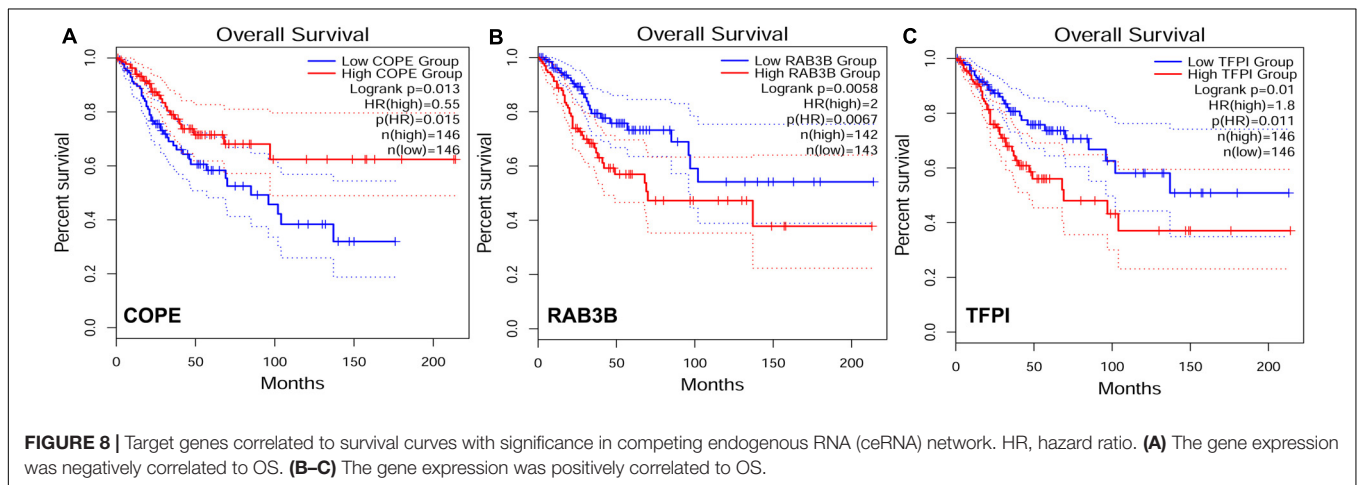 A
Overall Survival
Low COPE Group
High COPE Group
Logrank p=0.013
HR(high)=0.55
p(HR)=0.015
n(high)=146
n(low)=146
Percent survival
0.0
0.2
0.4
0.6
0.8
1.0
COPE
0 50 100 150 200
Months
B
Overall Survival
Low RAB3B Group
High RAB3B Group
Logrank p=0.0058
HR(high)=2
p(HR)=0.0067
n(high)=142
n(low)=143
Percent survival
0.0
0.2
0.4
0.6
0.8
1.0
RAB3B
0 50 100 150 200
Months
C
Overall Survival
Low TFPI Group
High TFPI Group
Logrank p=0.01
HR(high)=1.8
p(HR)=0.011
n(high)=146
n(low)=146
Percent survival
0.0
0.2
0.4
0.6
0.8
1.0
TFPI
0 50 100 150 200
Months
FIGURE 8 | Target genes correlated to survival curves with significance in competing endogenous RNA (ceRNA) network. HR, hazard ratio. (A) The gene expression
was negatively correlated to OS. (B–C) The gene expression was positively correlated to OS.